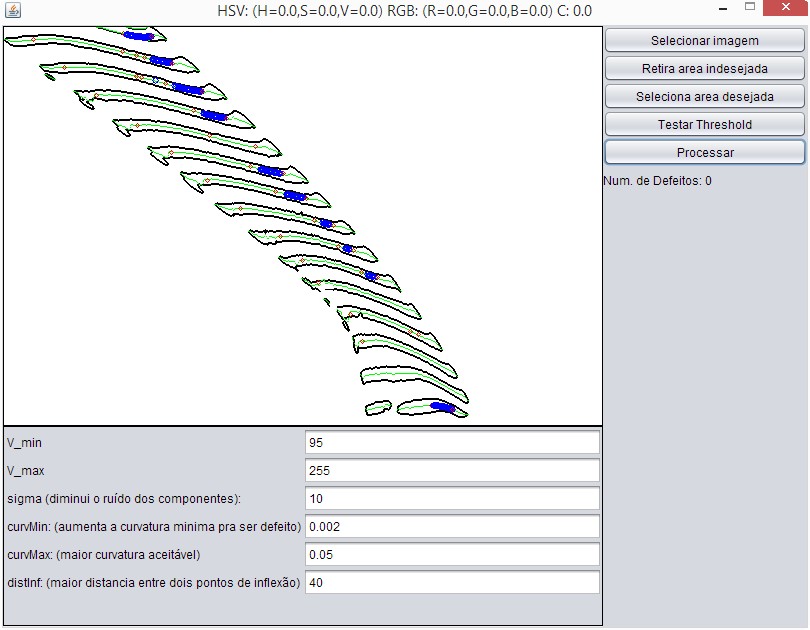 HSV: (H=0.0,S=0.0,V=0.0) RGB: (R=0.0,G=0.0,B=0.0) C: 0.0
Selecionar imagem
Retira area indesejada
Seleciona area desejada
Testar Threshold
Processar
Num. de Defeitos: 0
V_min 95
V_max 255
sigma (diminui o ruído dos componentes): 10
curvMin: (aumenta a curvatura minima pra ser defeito) 0.002
curvMax: (maior curvatura aceitável) 0.05
distInf: (maior distancia entre dois pontos de inflexão) 40